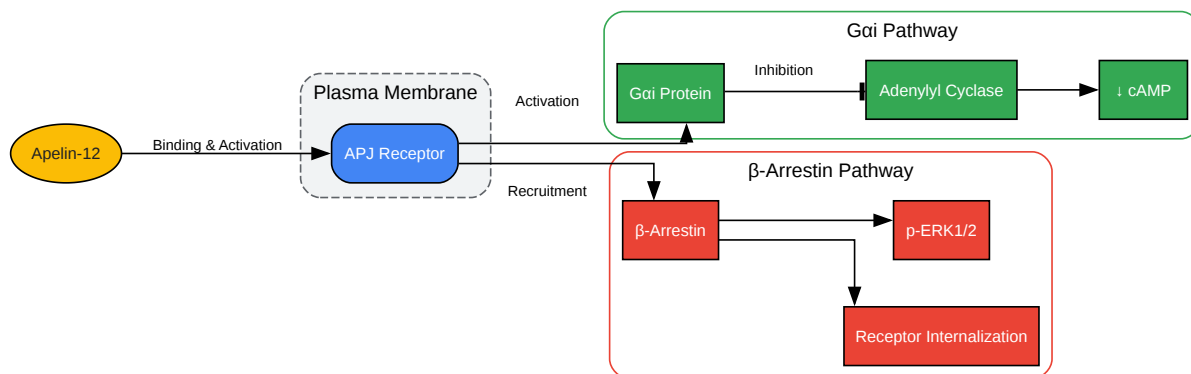 Apelin-12
Binding & Activation
Plasma Membrane
APJ Receptor
Activation
Recruitment
Gαi Pathway
Gαi Protein
Inhibition
Adenylyl Cyclase
↓ cAMP
β-Arrestin Pathway
β-Arrestin
p-ERK1/2
Receptor Internalization